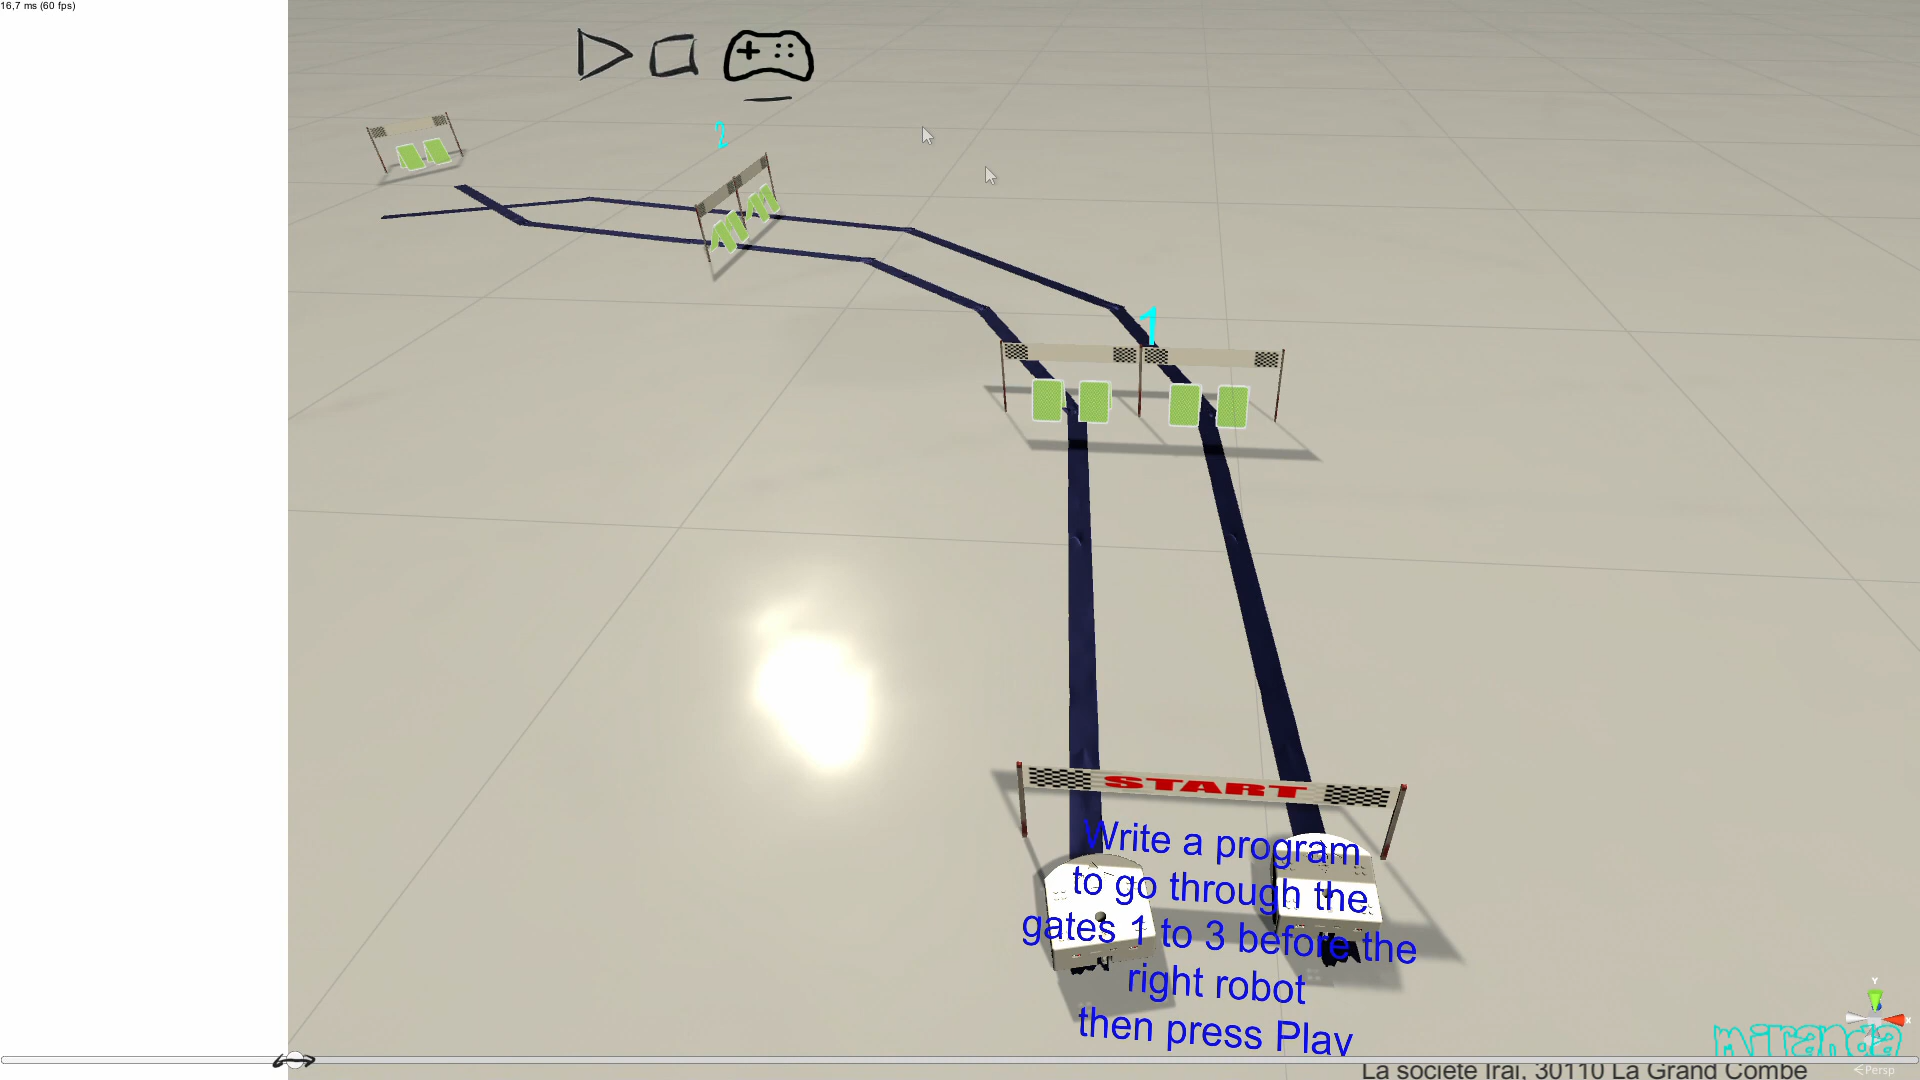 16,7 ms (60 fps)
2
1
START
Write a program
to go through the
gates 1 to 3 before the
right robot
then press Play
Y
x
miranda
La societe Irai, 30110 La Grand Combe
<Persp